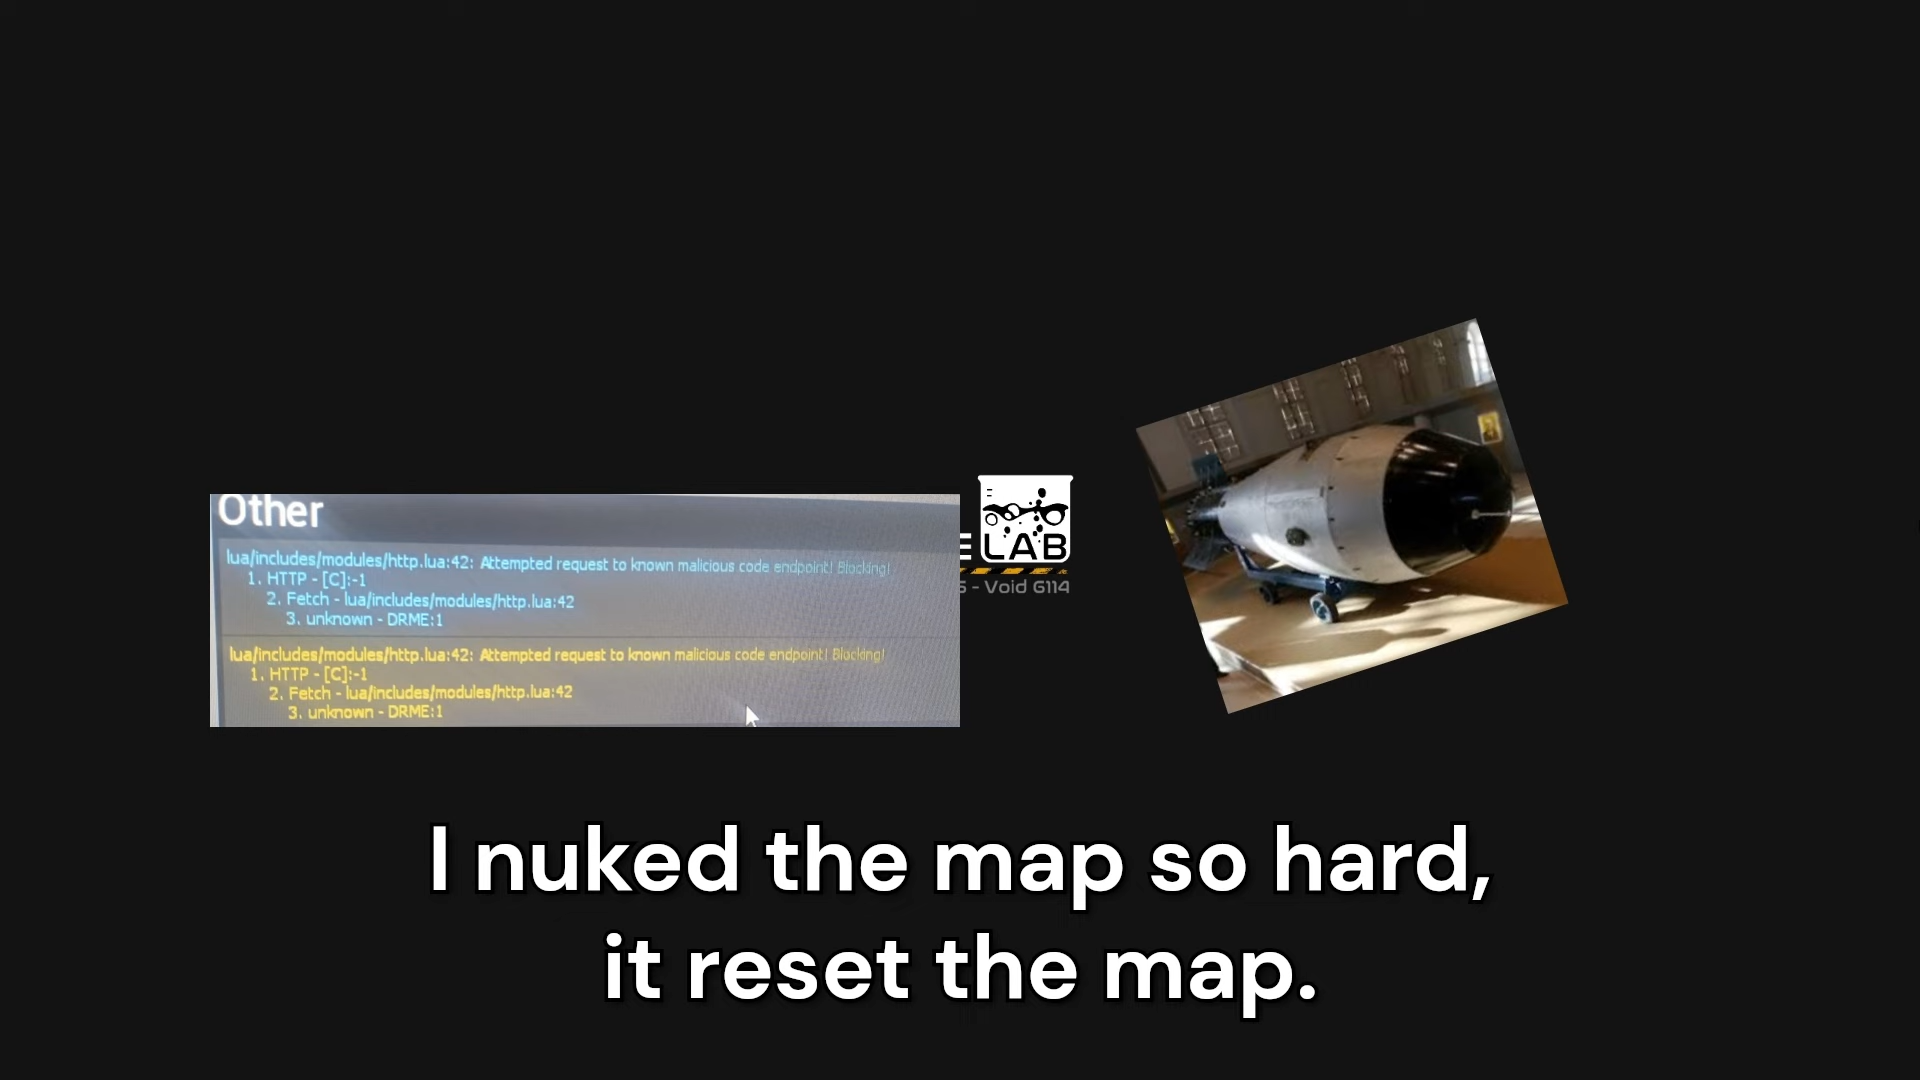 Other
lua/includes/modules/http.lua:42: Attempted request to known malicious code endpoint! Blocking!
1. HTTP - [C]:-1
2. Fetch - lua/includes/modules/http.lua:42
3. unknown - DRME:1
lua/includes/modules/http.lua:42: Attempted request to known malicious code endpoint! Blocking!
1. HTTP - [C]:-1
2. Fetch - lua/includes/modules/http.lua:42
3. unknown - DRME:1
E LAB
- Void G114
I nuked the map so hard,
it reset the map.